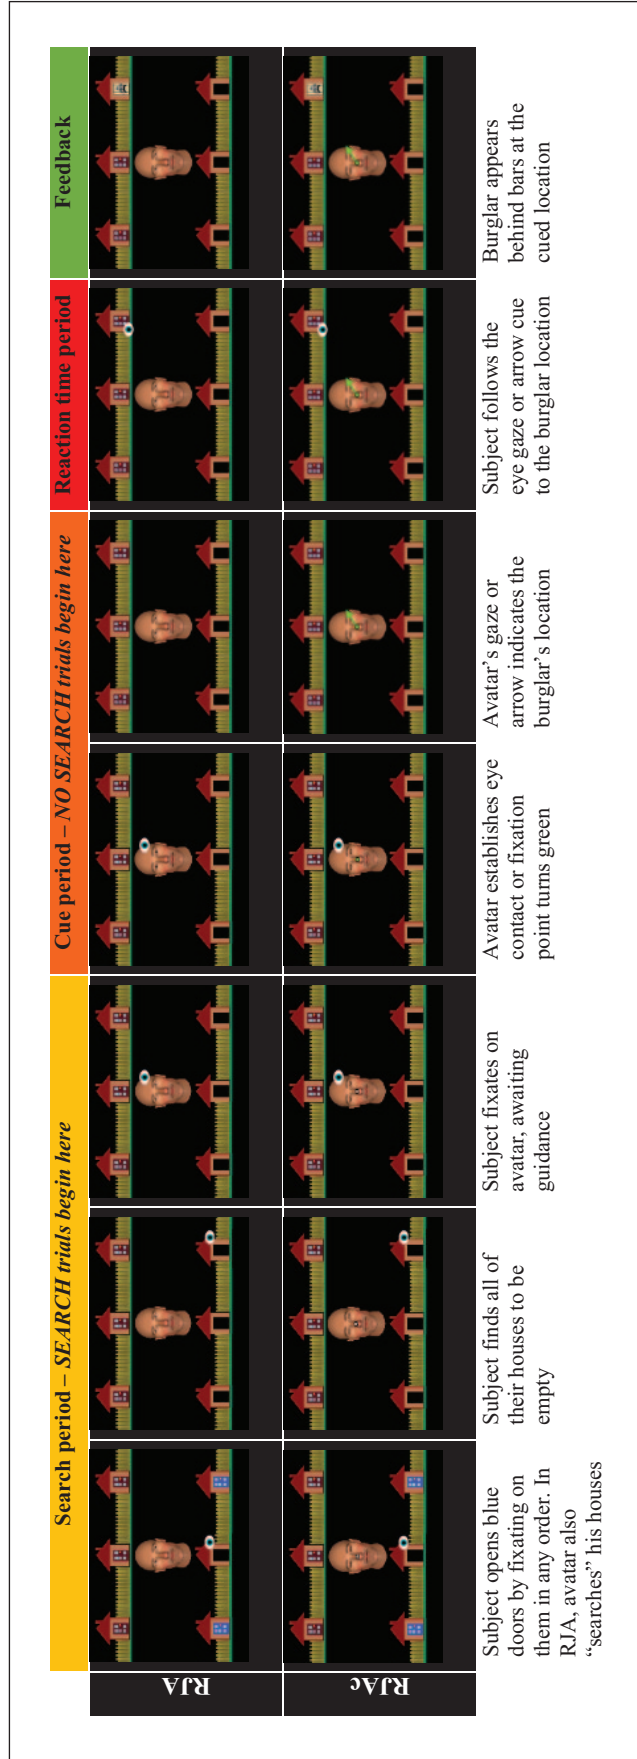 Search period – SEARCH trials begin here
Cue period – NO SEARCH trials begin here
Reaction time period
Feedback
RJA
RJAc
Subject opens blue
doors by fixating on
them in any order. In
RJA, avatar also
“searches” his houses
Subject finds all of
their houses to be
empty
Subject fixates on
avatar, awaiting
guidance
Avatar establishes eye
contact or fixation
point turns green
Avatar’s gaze or
arrow indicates the
burglar’s location
Subject follows the
eye gaze or arrow cue
to the burglar location
Burglar appears
behind bars at the
cued location